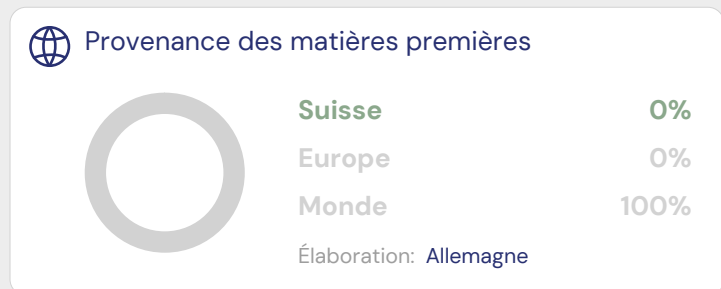 Provenance des matières premières
Suisse 0%
Europe 0%
Monde 100%
Élaboration: Allemagne